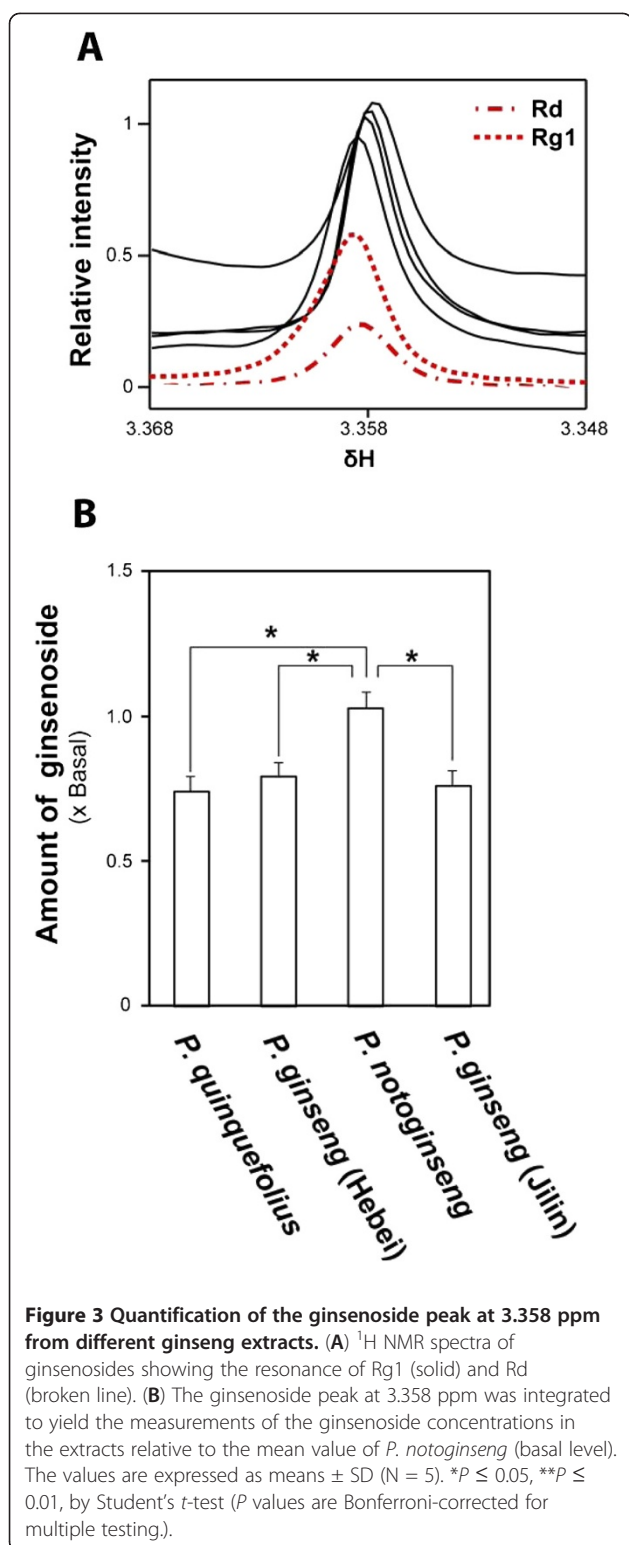 A
Relative intensity
1
0.5
0
Rd
Rg1
3.368
3.358
3.348
δH
B
Amount of ginsenoside
(x Basal)
1.5
1.0
0.5
0
*
*
*
P. quinquefolius
P. ginseng (Hebei)
P. notoginseng
P. ginseng (Jilin)
Figure 3 Quantification of the ginsenoside peak at 3.358 ppm
from different ginseng extracts. (A) ¹H NMR spectra of
ginsenosides showing the resonance of Rg1 (solid) and Rd
(broken line). (B) The ginsenoside peak at 3.358 ppm was integrated
to yield the measurements of the ginsenoside concentrations in
the extracts relative to the mean value of P. notoginseng (basal level).
The values are expressed as means ± SD (N = 5). *P ≤ 0.05, **P ≤
0.01, by Student's t-test (P values are Bonferroni-corrected for
multiple testing.).